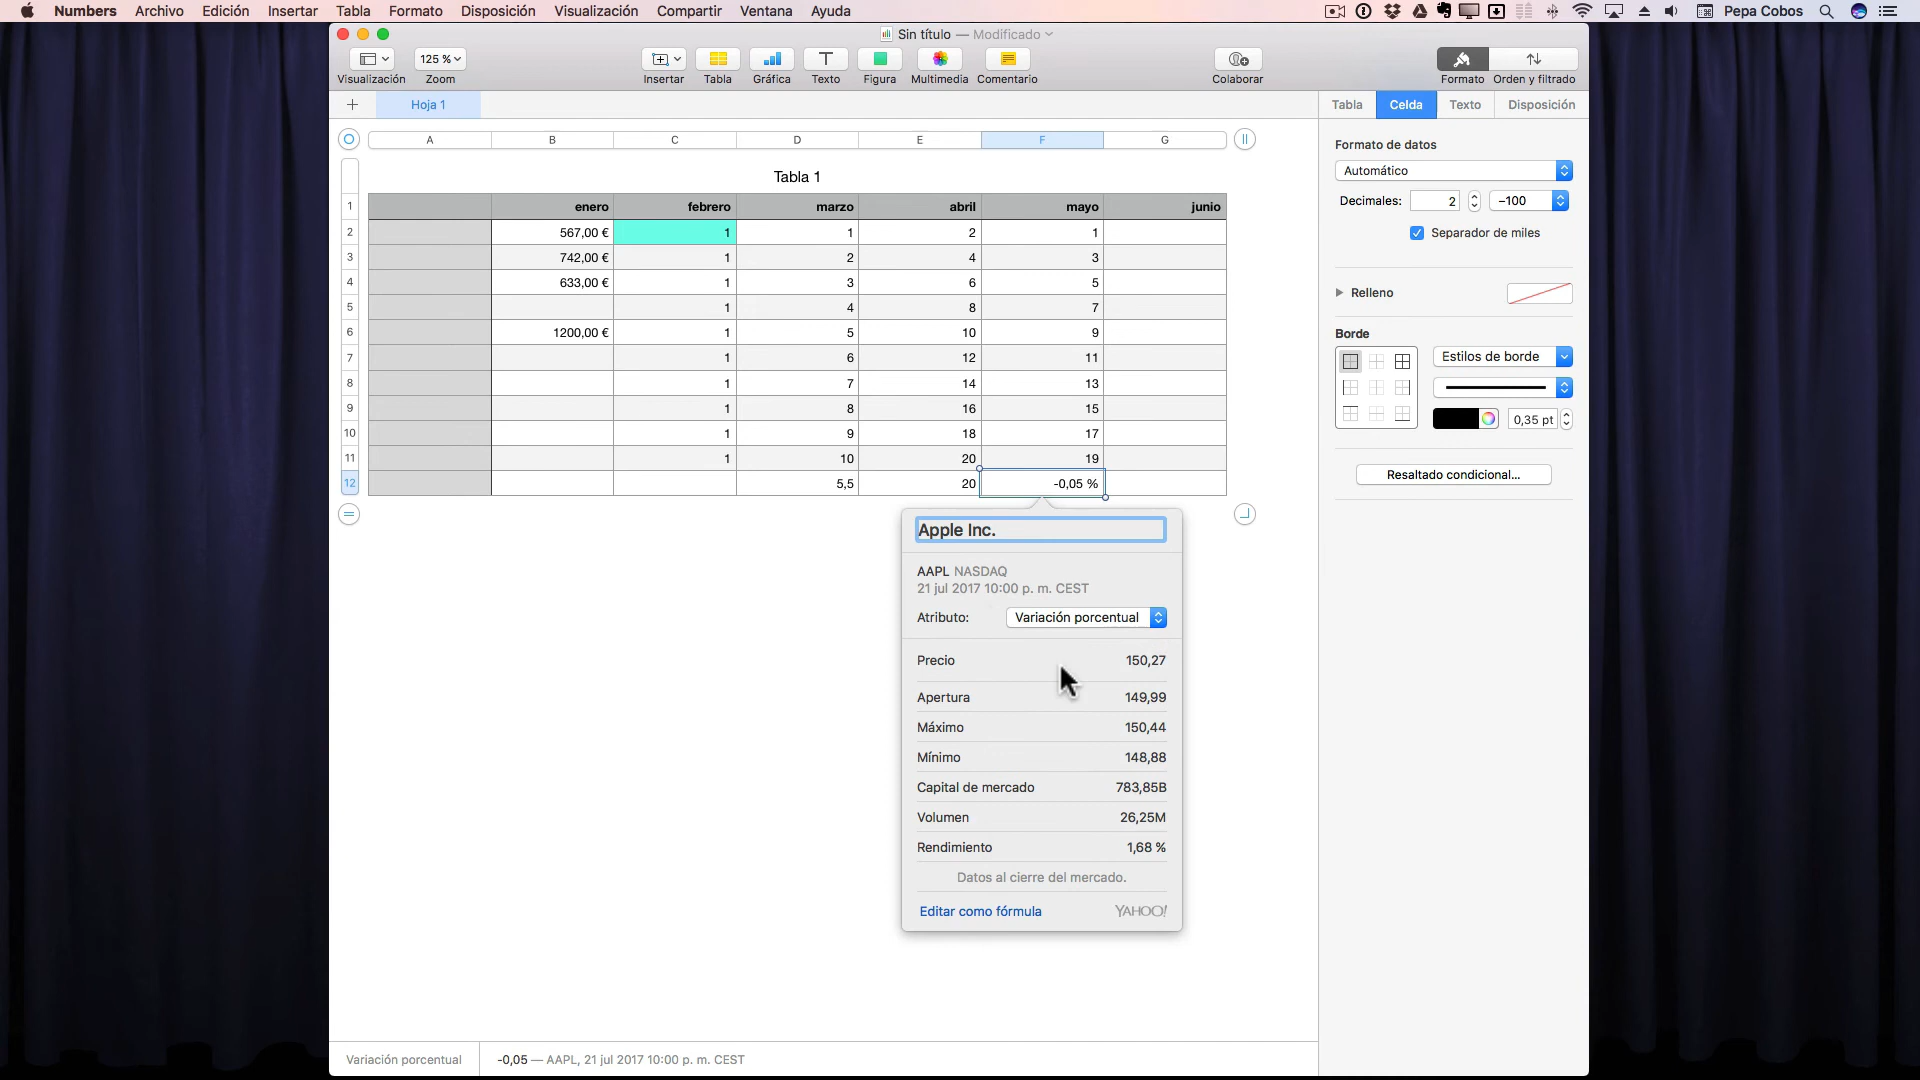 Numbers Archivo Edición Insertar Tabla Formato Disposición Visualización Compartir Ventana Ayuda Pepa Cobos
Sin título — Modificado
125 %
Visualización Zoom Insertar Tabla Gráfica Texto Figura Multimedia Comentario Colaborar Formato Orden y filtrado
Hoja 1
Tabla Celda Texto Disposición
A B C D E F G
Tabla 1
1 enero febrero marzo abril mayo junio
2 567,00 € 1 1 2 1
3 742,00 € 1 2 4 3
4 633,00 € 1 3 6 5
5 1 4 8 7
6 1200,00 € 1 5 10 9
7 1 6 12 11
8 1 7 14 13
9 1 8 16 15
10 1 9 18 17
11 1 10 20 19
12 5,5 20 -0,05 %
Apple Inc.
AAPL NASDAQ
21 jul 2017 10:00 p. m. CEST
Atributo: Variación porcentual
Precio 150,27
Apertura 149,99
Máximo 150,44
Mínimo 148,88
Capital de mercado 783,85B
Volumen 26,25M
Rendimiento 1,68 %
Datos al cierre del mercado.
Editar como fórmula YAHOO!
Formato de datos
Automático
Decimales: 2 –100
Separador de miles
Relleno
Borde
Estilos de borde
0,35 pt
Resaltado condicional...
Variación porcentual -0,05 — AAPL, 21 jul 2017 10:00 p. m. CEST